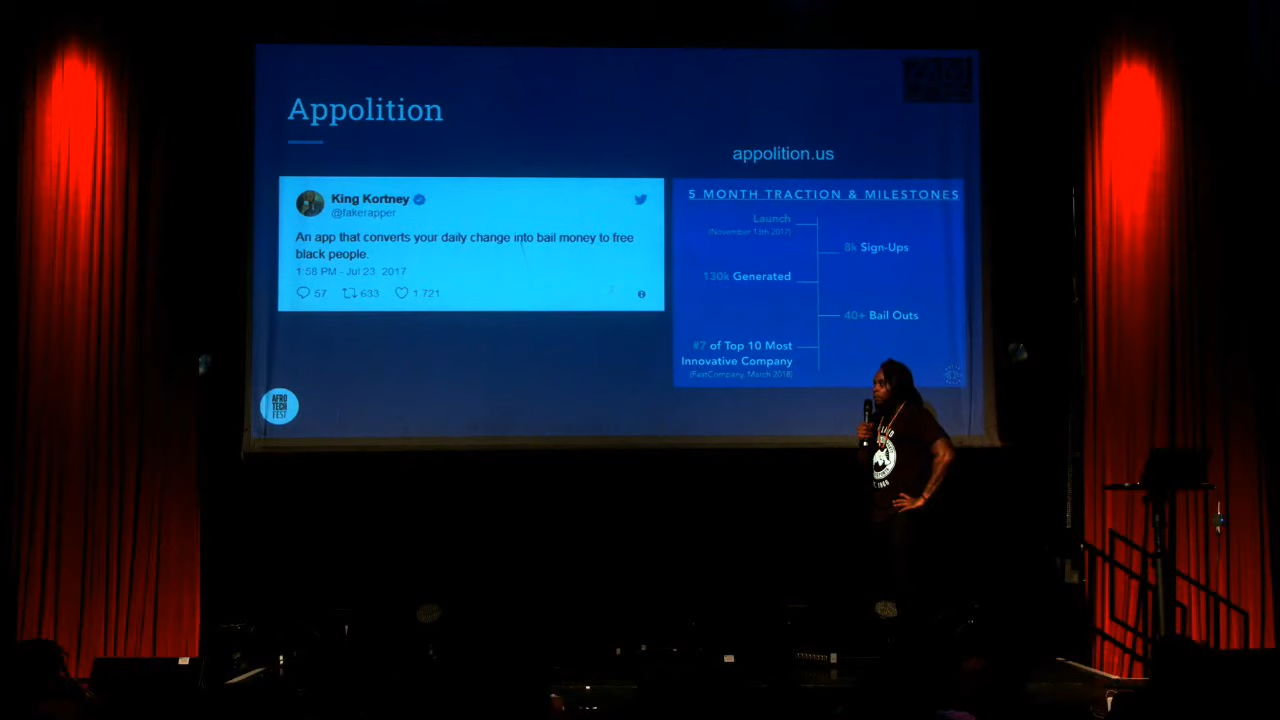 Appolition
appolition.us
King Kortney
@fakerapper
An app that converts your daily change into bail money to free
black people.
1:58 PM - Jul 23, 2017
57 633 1,721
5 MONTH TRACTION & MILESTONES
Launch
(November 13th 2017)
8k Sign-Ups
130k Generated
40+ Bail Outs
#7 of Top 10 Most
Innovative Company
(FastCompany, March 2018)
AFRO
TECH
FEST